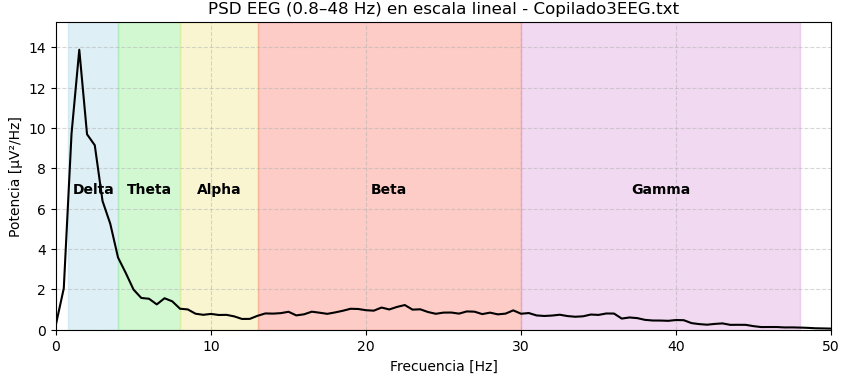 PSD EEG (0.8–48 Hz) en escala lineal - Copilado3EEG.txt
Potencia [µV²/Hz]
14
12
10
8
6
4
2
0
Delta Theta Alpha Beta Gamma
0 10 20 30 40 50
Frecuencia [Hz]